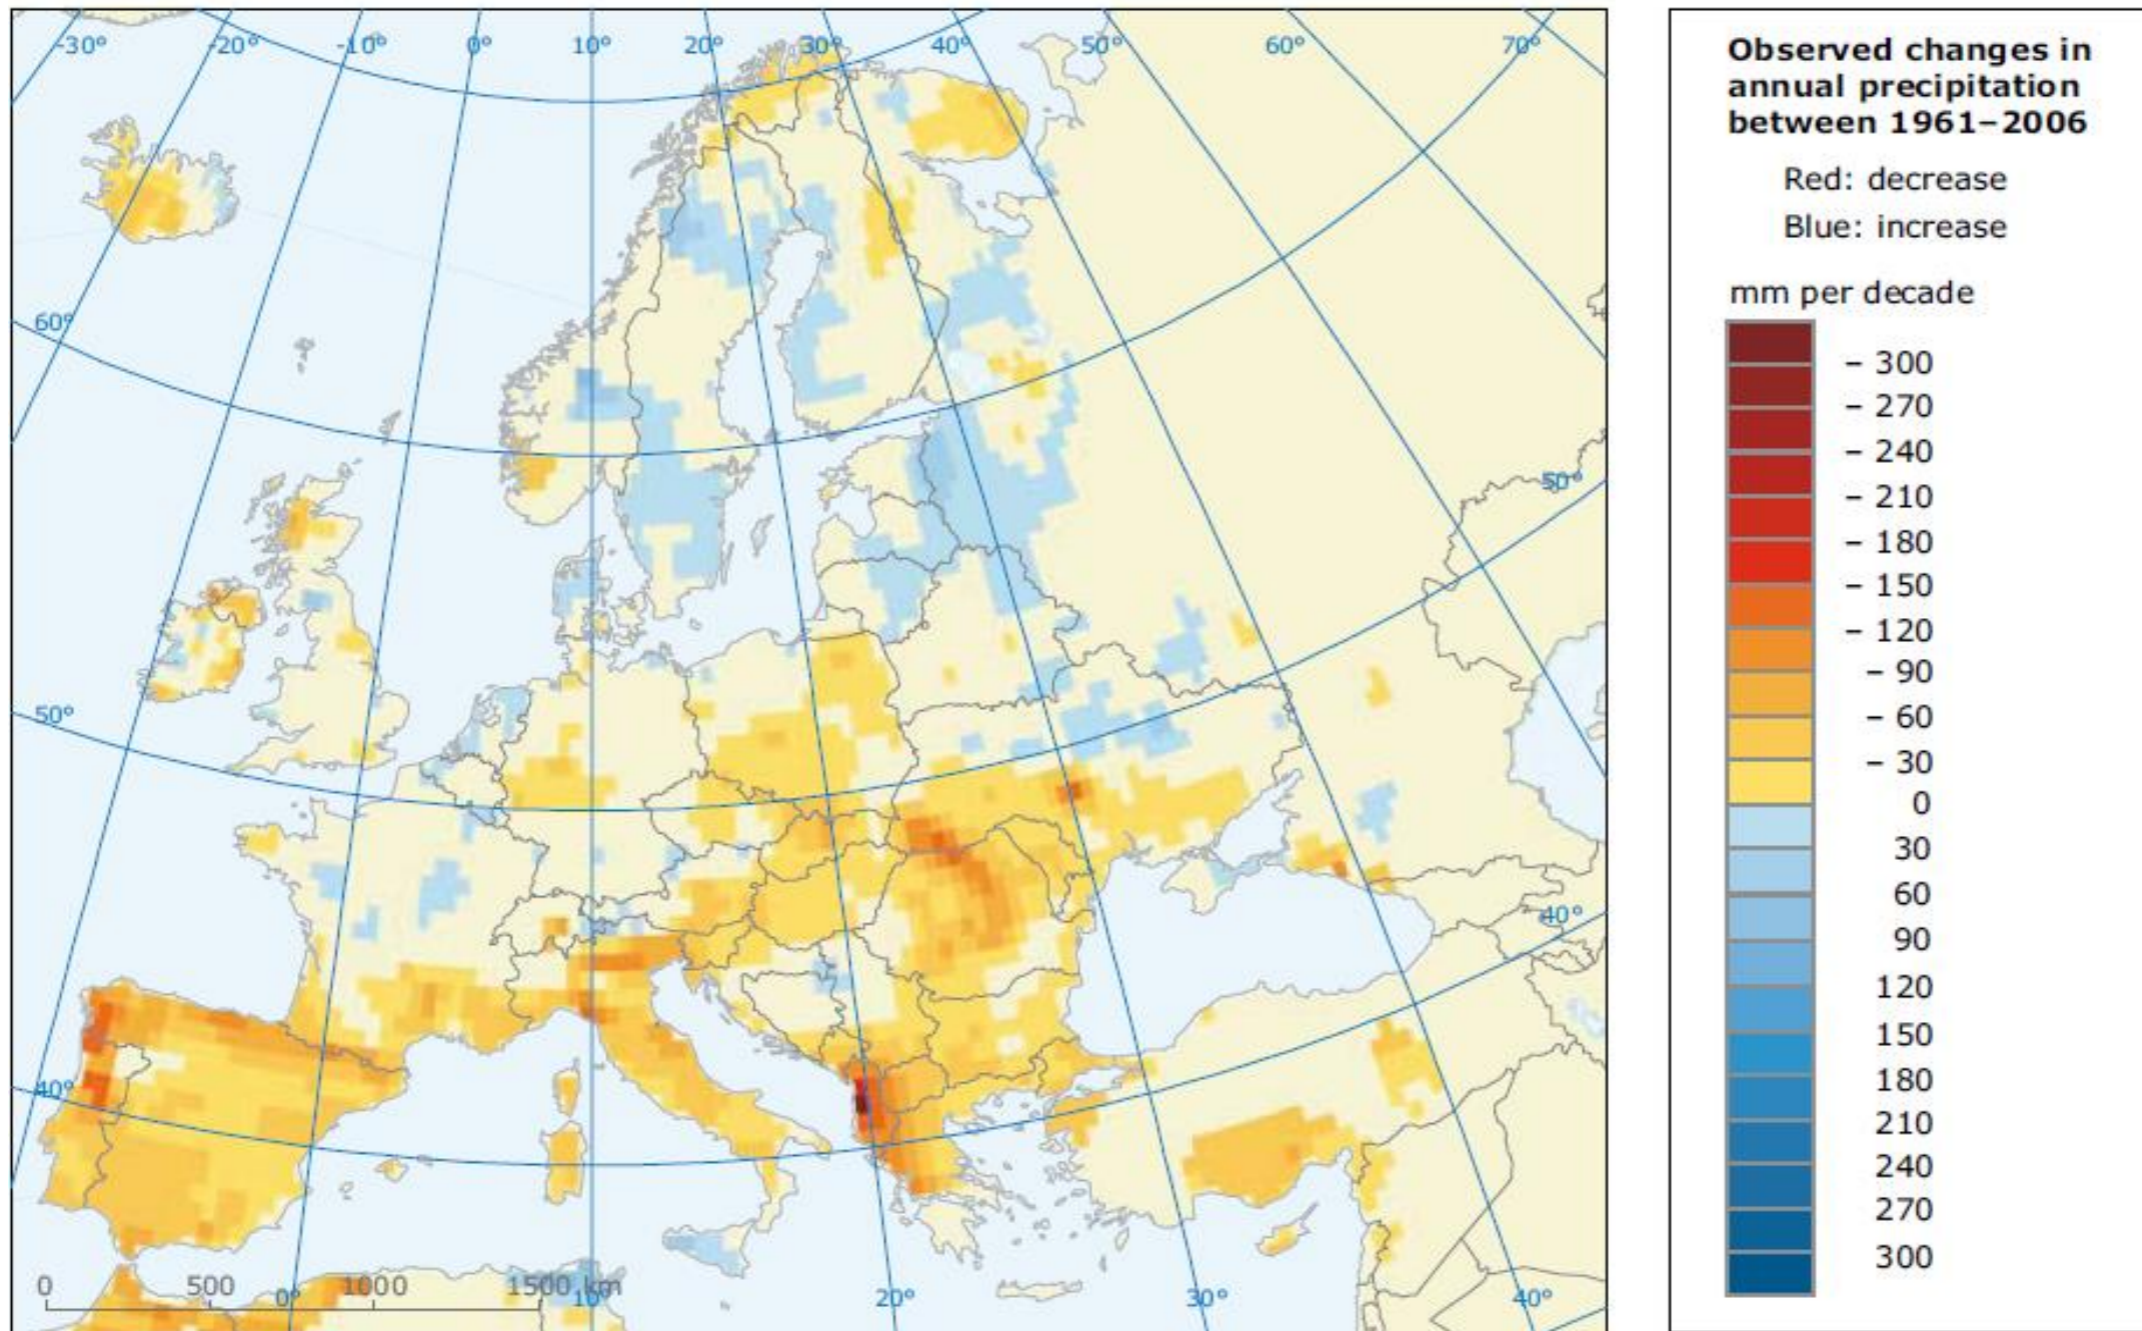 -30° -20° -10° 0° 10° 20° 30° 40° 50° 60° 70°
60°
50°
50°
40°
40°
0 500 1000 1500 km
0° 10° 20° 30° 40°
Observed changes in
annual precipitation
between 1961–2006
Red: decrease
Blue: increase
mm per decade
– 300
– 270
– 240
– 210
– 180
– 150
– 120
– 90
– 60
– 30
0
30
60
90
120
150
180
210
240
270
300